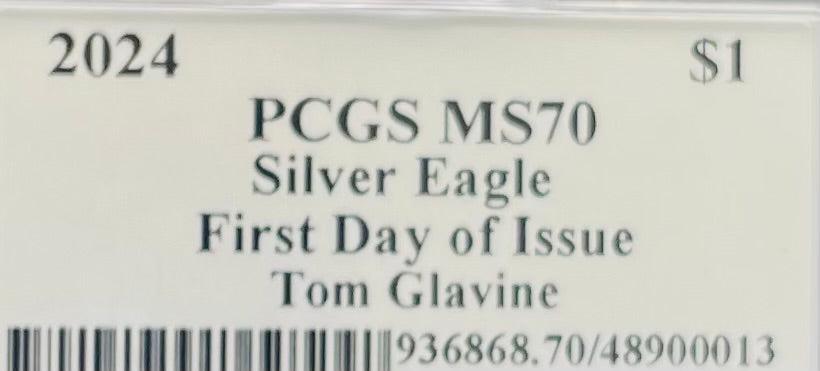 2024 $1
PCGS MS70
Silver Eagle
First Day of Issue
Tom Glavine
936868.70/48900013